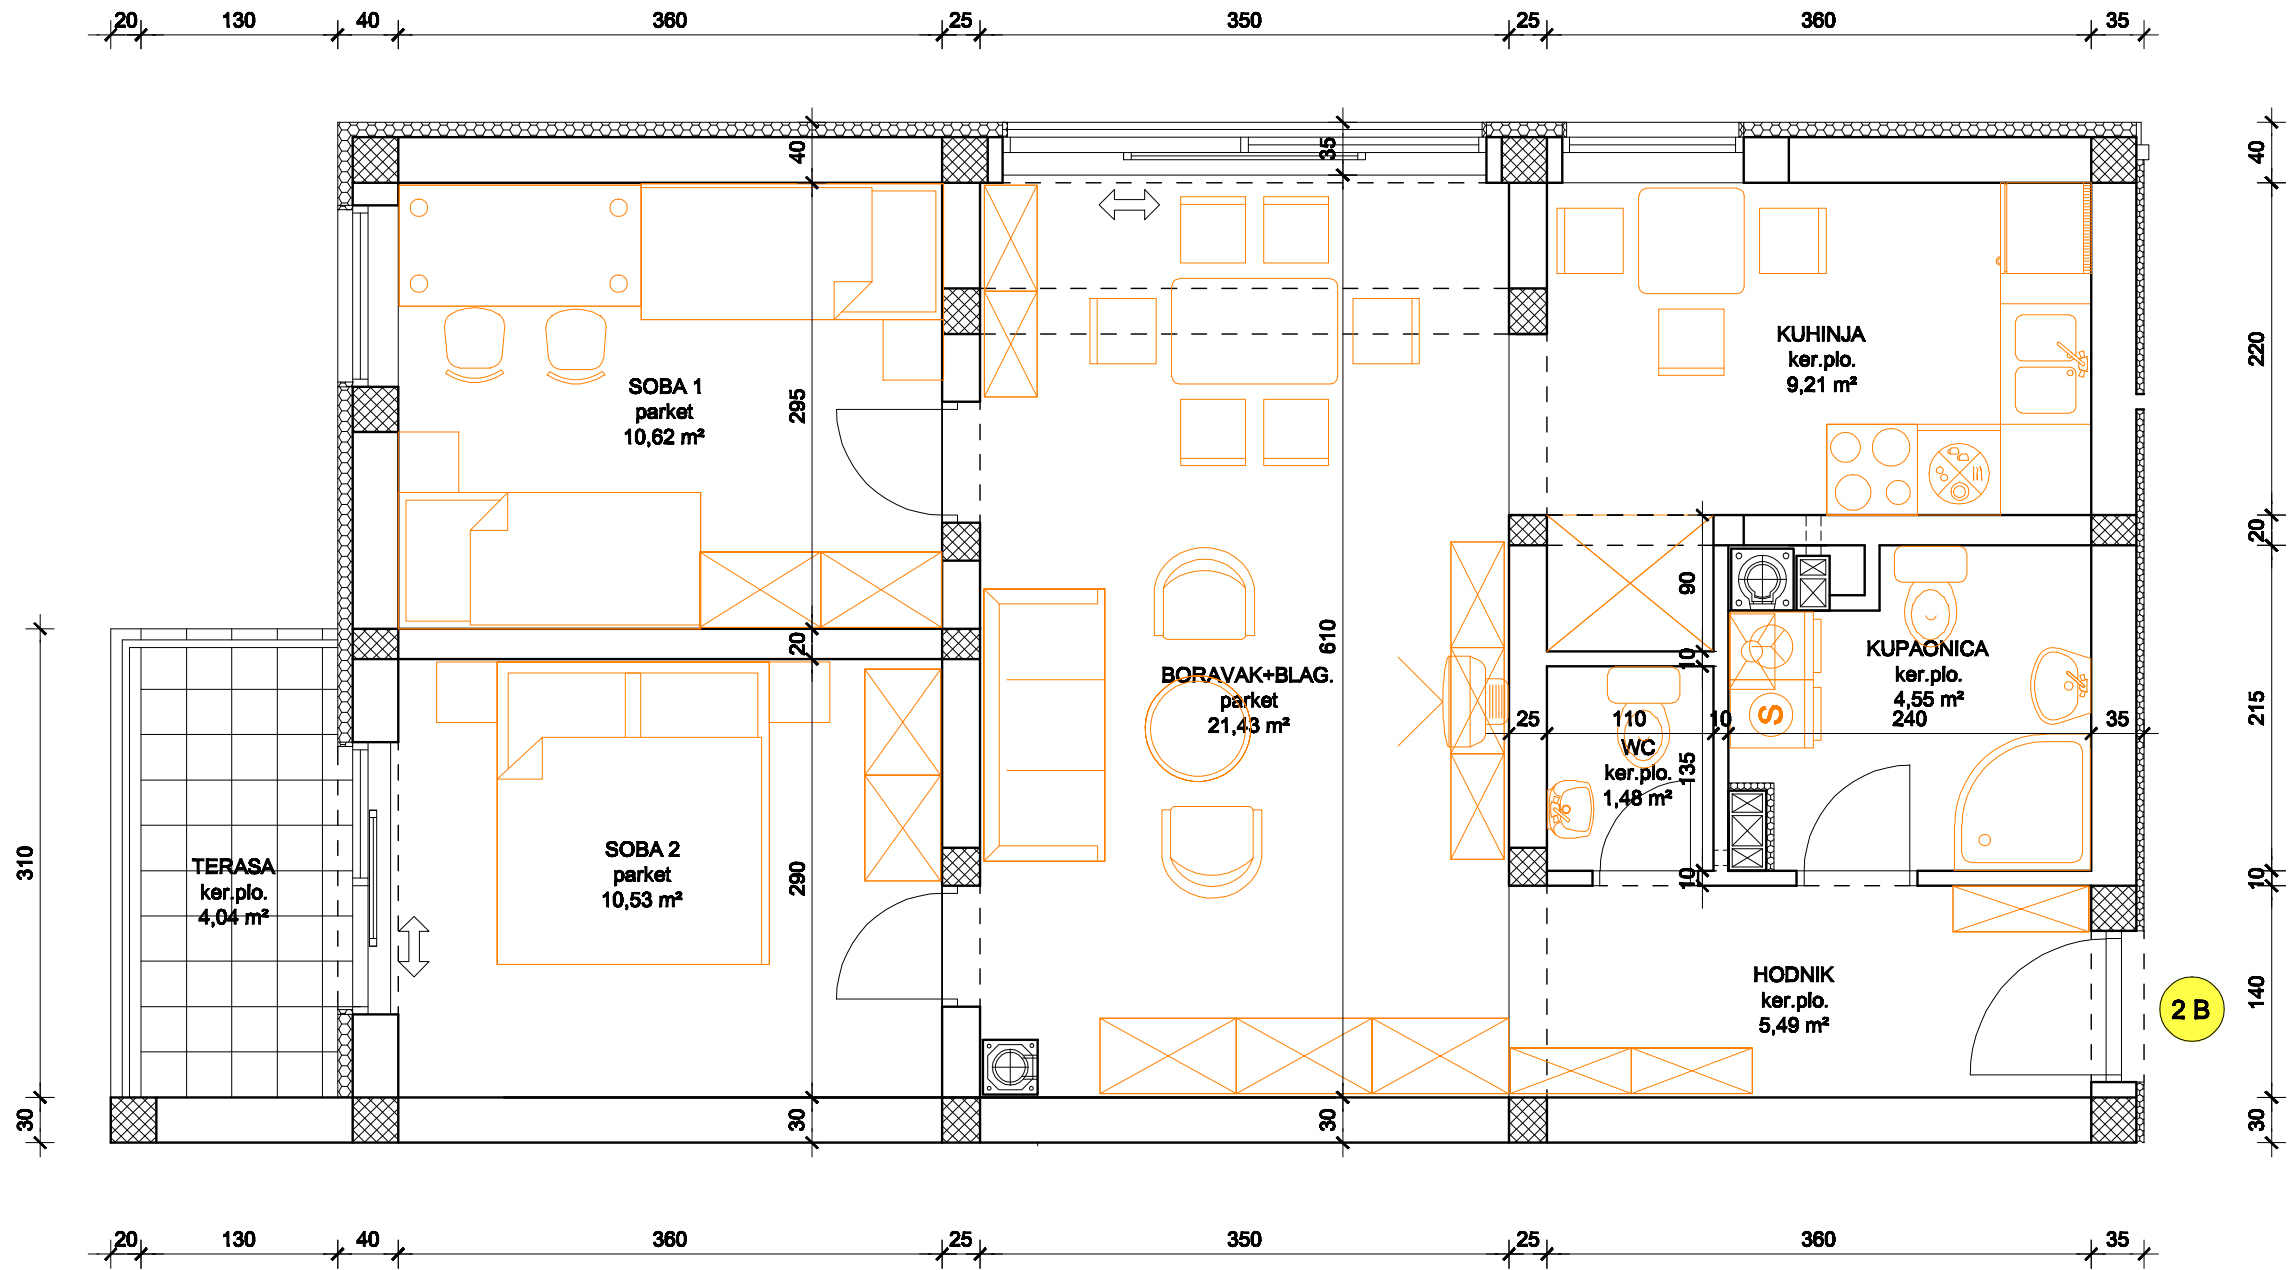 20 130 40 360 25 350 25 360 35
40 35 40
KUHINJA
ker.plo.
9,21 m²
220
SOBA 1
parket
10,62 m²
295
20
90
20 610 10
KUPAONICA
ker.plo.
4,55 m²
BORAVAK+BLAG.
parket
21,43 m²
25 110 10 240 35
215
S
WC
ker.plo.
1,48 m²
135
SOBA 2
parket
10,53 m²
290
TERASA
ker.plo.
4,04 m²
310
10 10
HODNIK
ker.plo.
5,49 m²
140
2 B
30 30 30 30
20 130 40 360 25 350 25 360 35